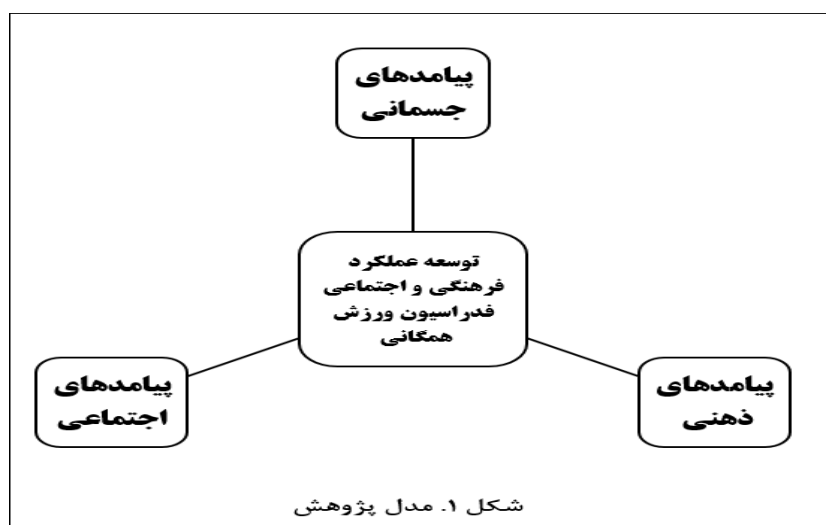 پیامدهای
جسمانی
توسعه عملکرد
فرهنگی و اجتماعی
فدراسیون ورزش
همگانی
پیامدهای
ذهنی
پیامدهای
اجتماعی
شکل ۱. مدل پژوهش